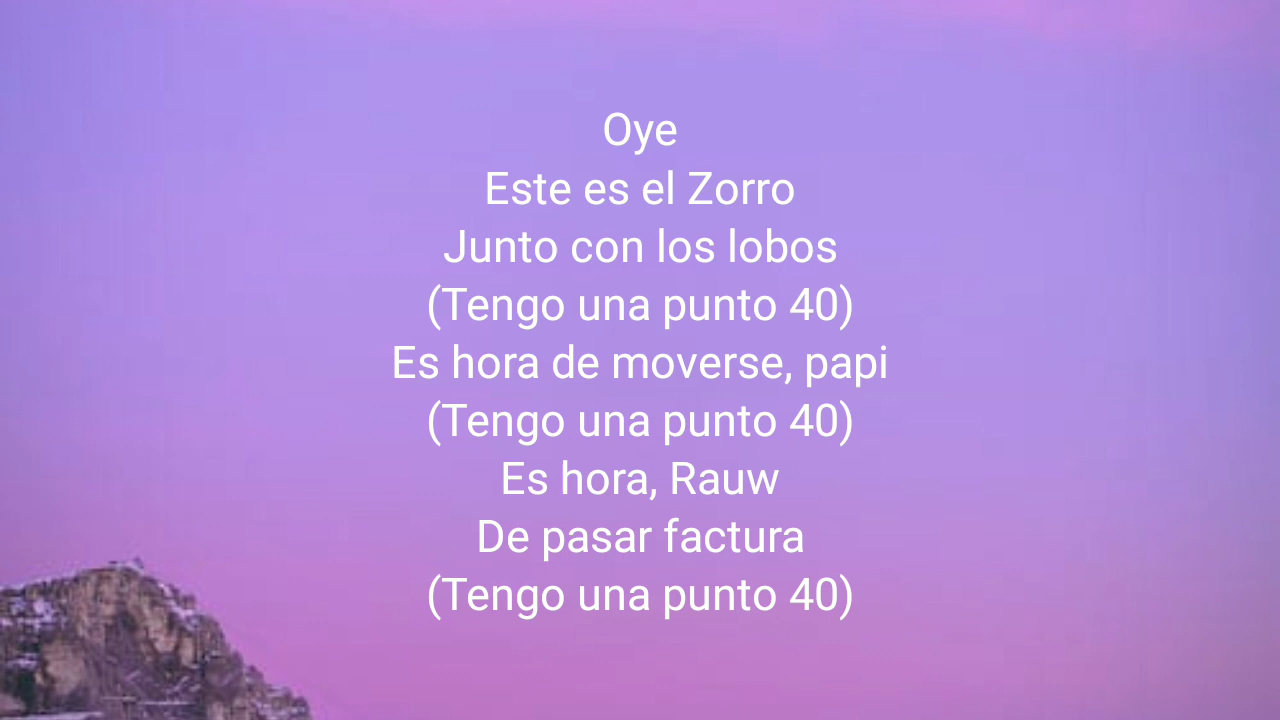 Oye
Este es el Zorro
Junto con los lobos
(Tengo una punto 40)
Es hora de moverse, papi
(Tengo una punto 40)
Es hora, Rauw
De pasar factura
(Tengo una punto 40)